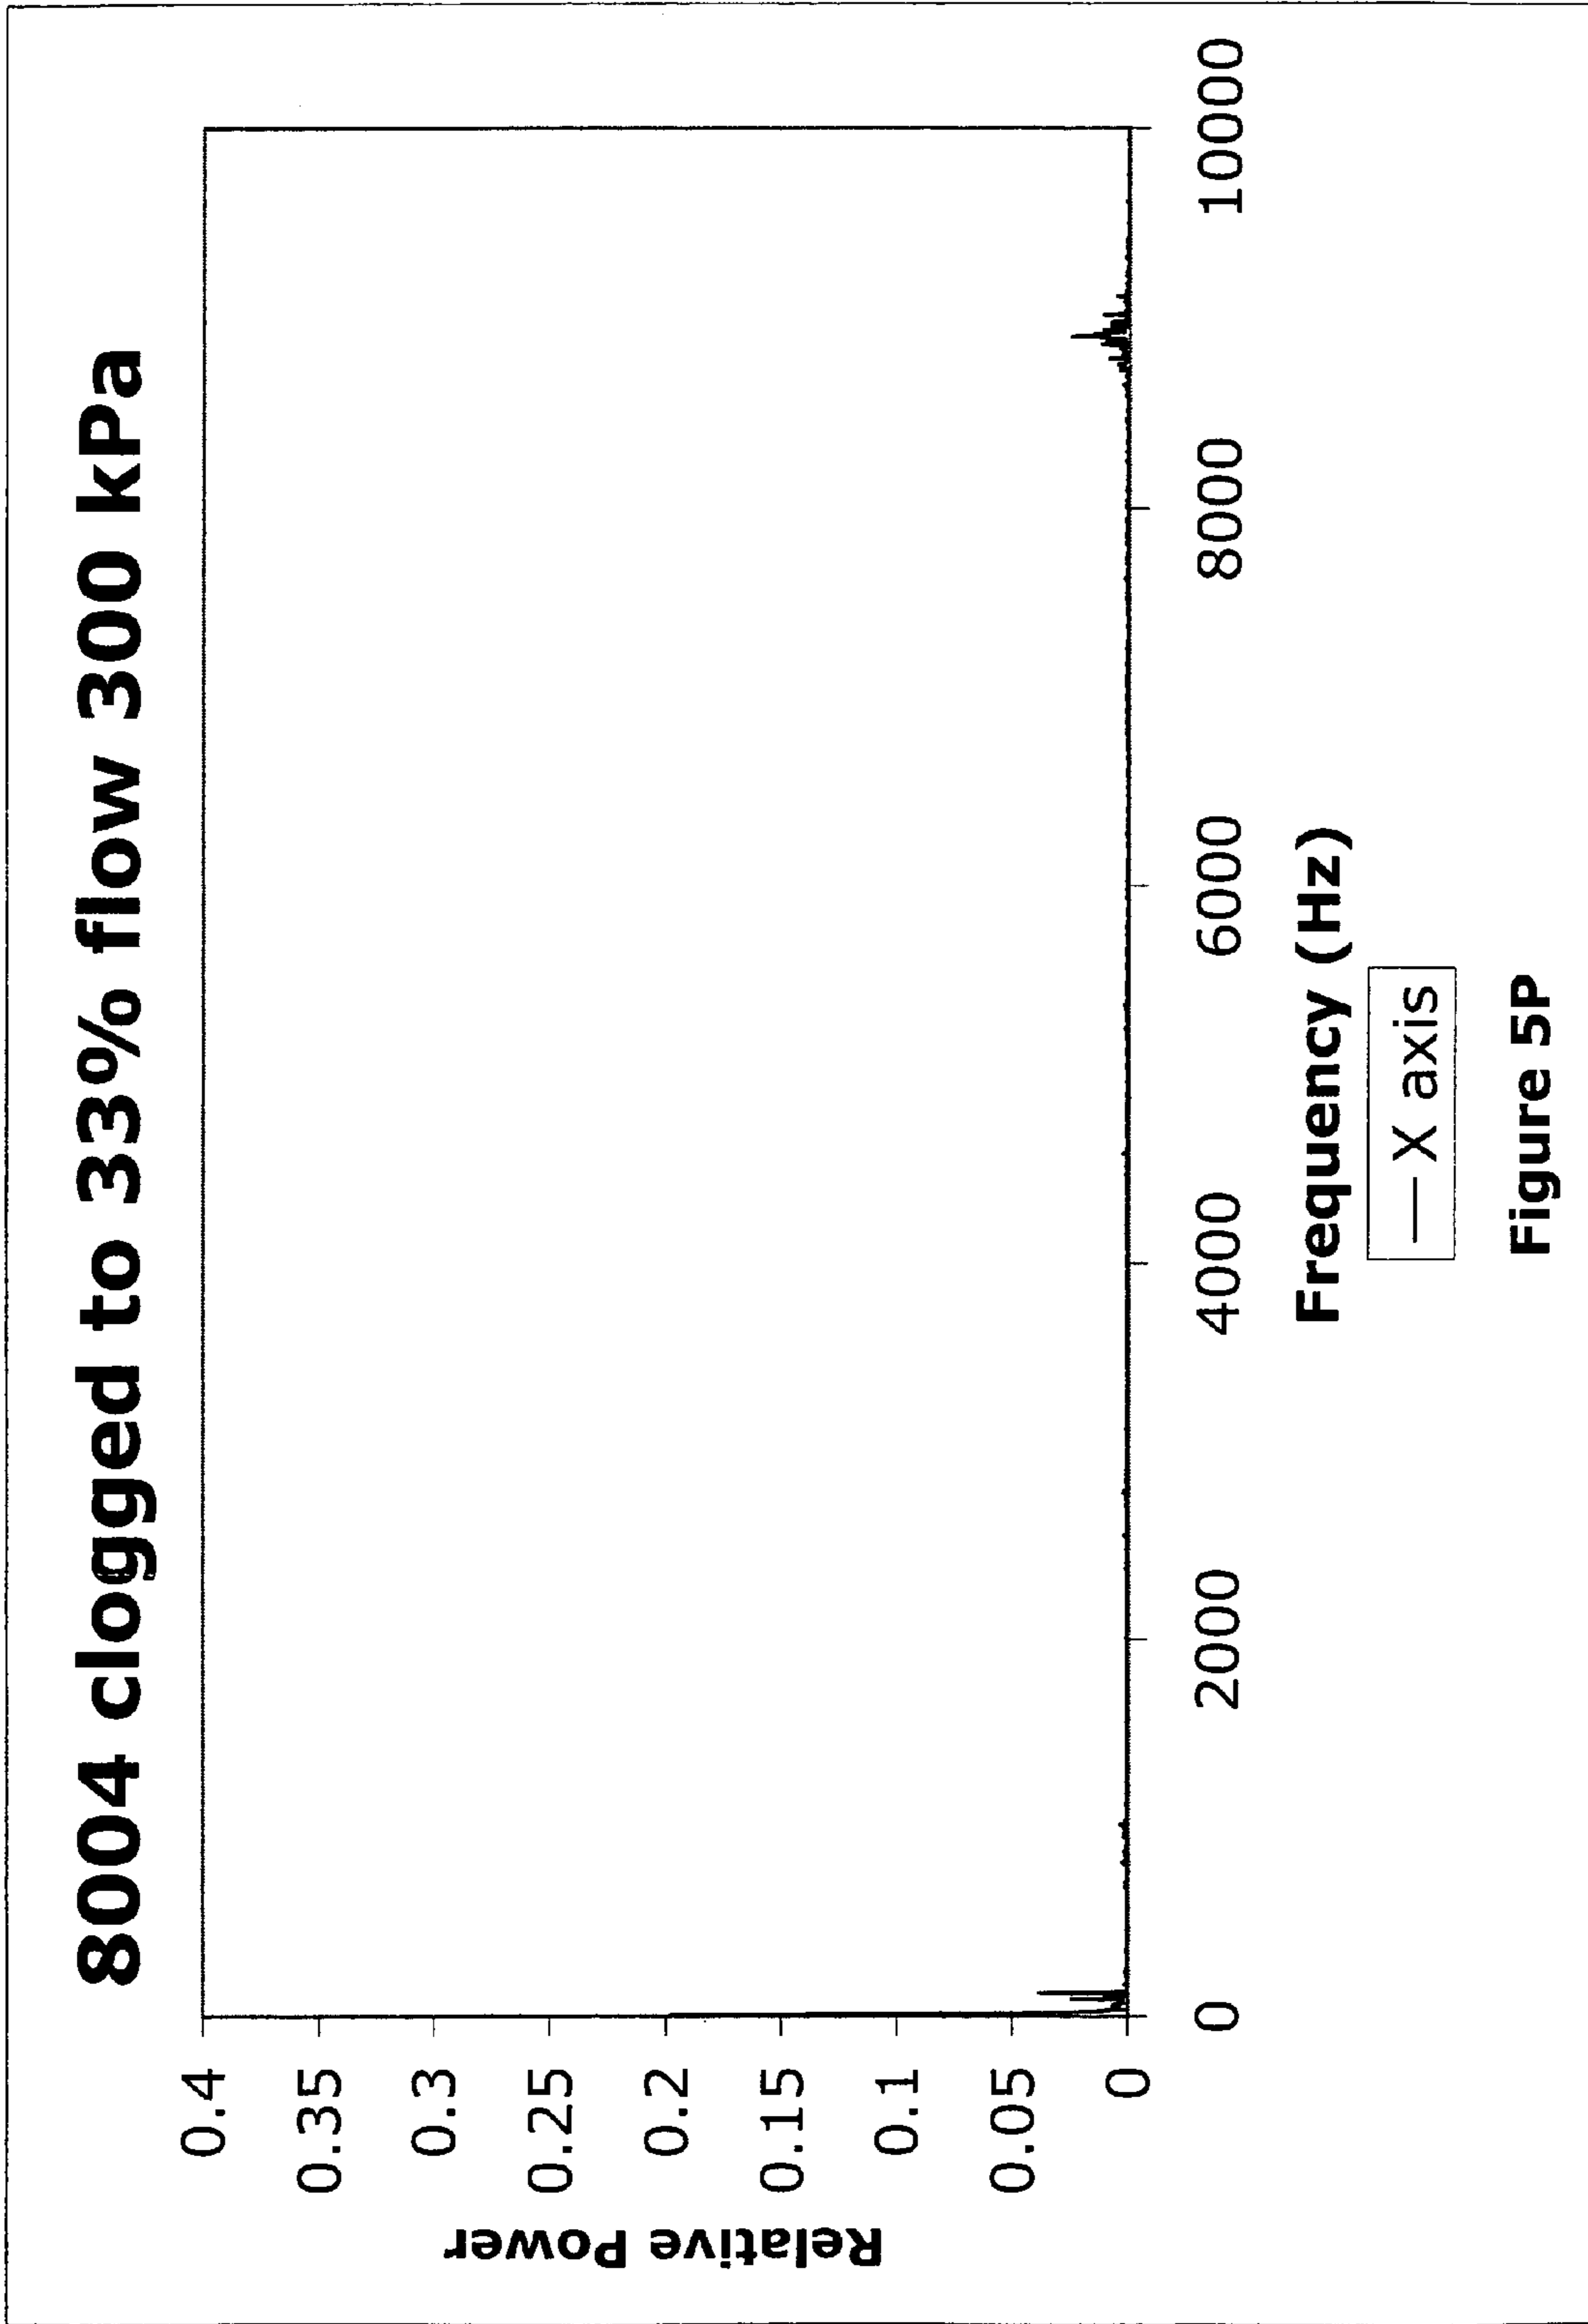 8004 clogged to 33% flow 300 kPa
Relative Power
0.4
0.35
0.3
0.25
0.2
0.15
0.1
0.05
0
0 2000 4000 6000 8000 10000
Frequency (Hz)
— X axis
Figure 5P